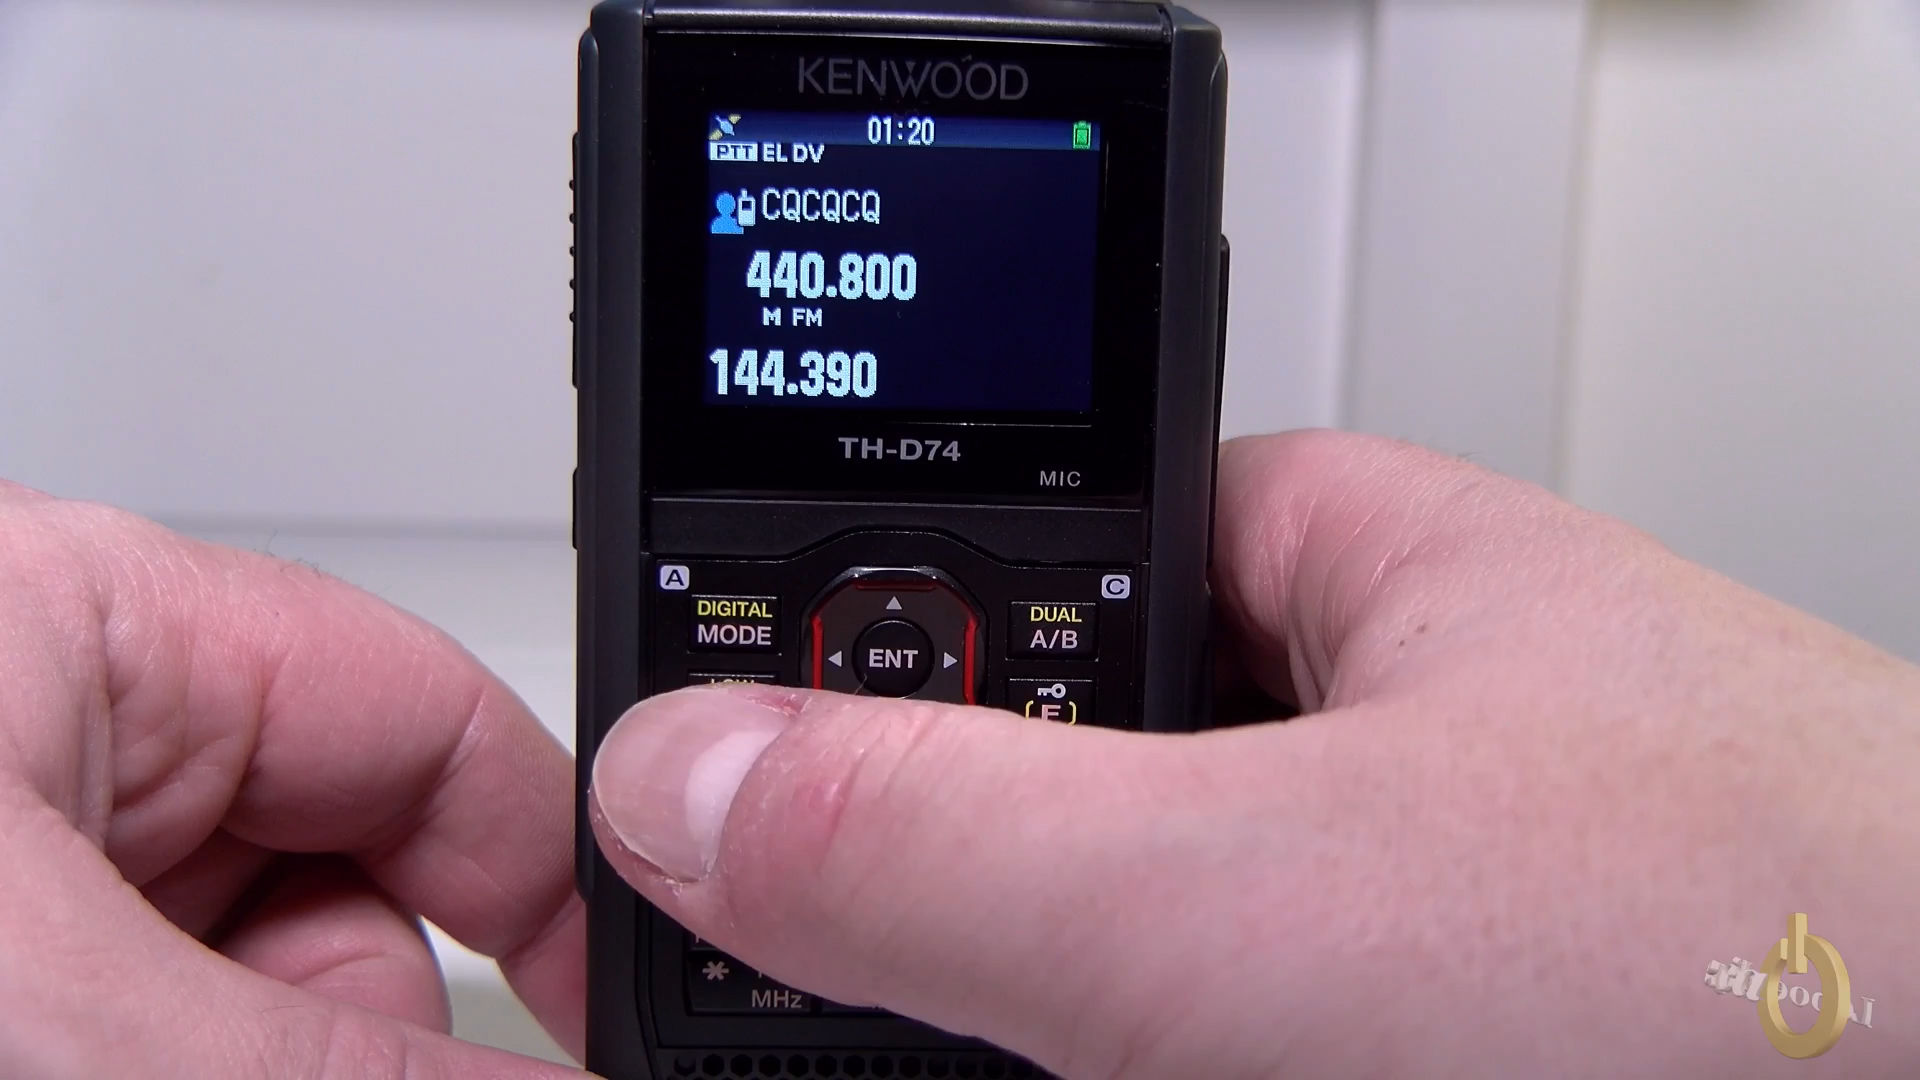 KENWOOD
01:20
PTT EL DV
CQCQCQ
440.800
M FM
144.390
TH-D74
MIC
A
C
DIGITAL
MODE
DUAL
A/B
ENT
[F]
*
MHz